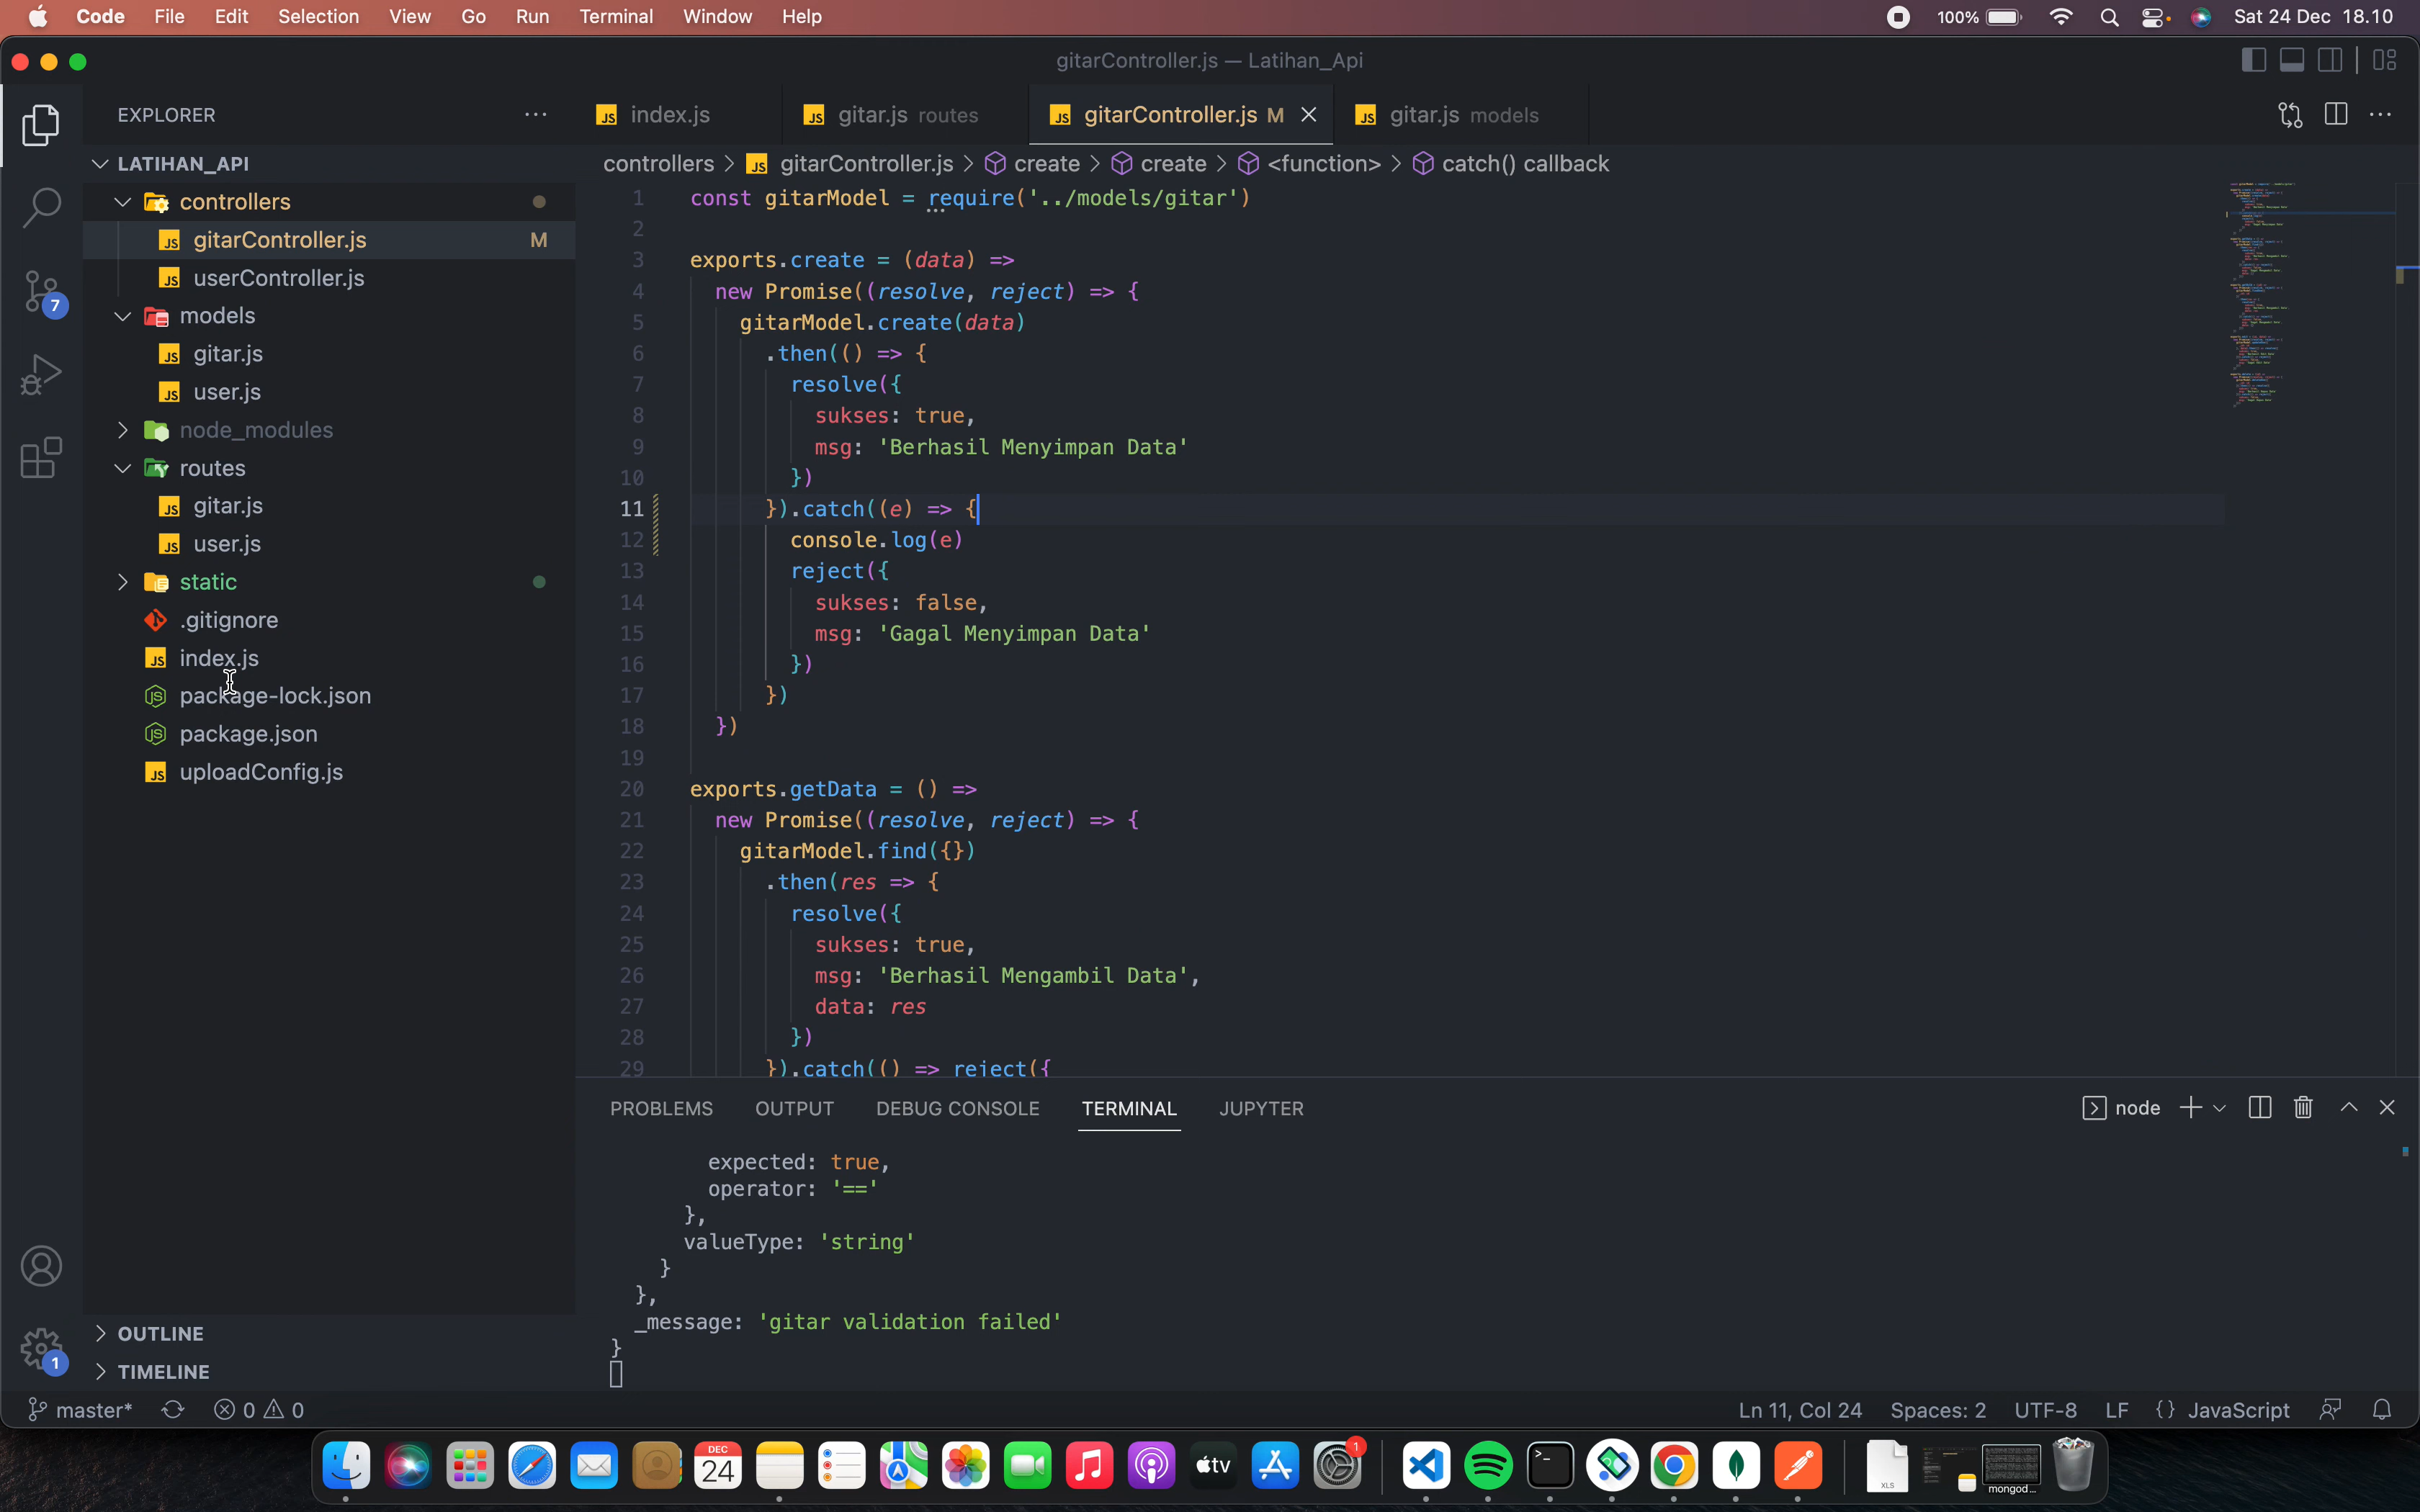 Code File Edit Selection View Go Run Terminal Window Help 100% Sat 24 Dec 18.10
gitarController.js — Latihan_Api
EXPLORER
index.js
gitar.js routes
gitarController.js M
gitar.js models
LATIHAN_API
controllers
gitarController.js M
userController.js
models
gitar.js
user.js
node_modules
routes
gitar.js
user.js
static
.gitignore
index.js
package-lock.json
package.json
uploadConfig.js
OUTLINE
TIMELINE
7
1
controllers > JS gitarController.js > create > create > <function> > catch() callback
1 const gitarModel = require('../models/gitar')
2
3 exports.create = (data) =>
4 new Promise((resolve, reject) => {
5 gitarModel.create(data)
6 .then(() => {
7 resolve({
8 sukses: true,
9 msg: 'Berhasil Menyimpan Data'
10 })
11 }).catch((e) => {
12 console.log(e)
13 reject({
14 sukses: false,
15 msg: 'Gagal Menyimpan Data'
16 })
17 })
18 })
19
20 exports.getData = () =>
21 new Promise((resolve, reject) => {
22 gitarModel.find({})
23 .then(res => {
24 resolve({
25 sukses: true,
26 msg: 'Berhasil Mengambil Data',
27 data: res
28 })
29 }).catch(() => reject({
PROBLEMS OUTPUT DEBUG CONSOLE TERMINAL JUPYTER node
expected: true,
operator: '=='
},
valueType: 'string'
}
},
_message: 'gitar validation failed'
}
master* 0 0 Ln 11, Col 24 Spaces: 2 UTF-8 LF {} JavaScript
DEC
24
tv
1
XLS
mongod...